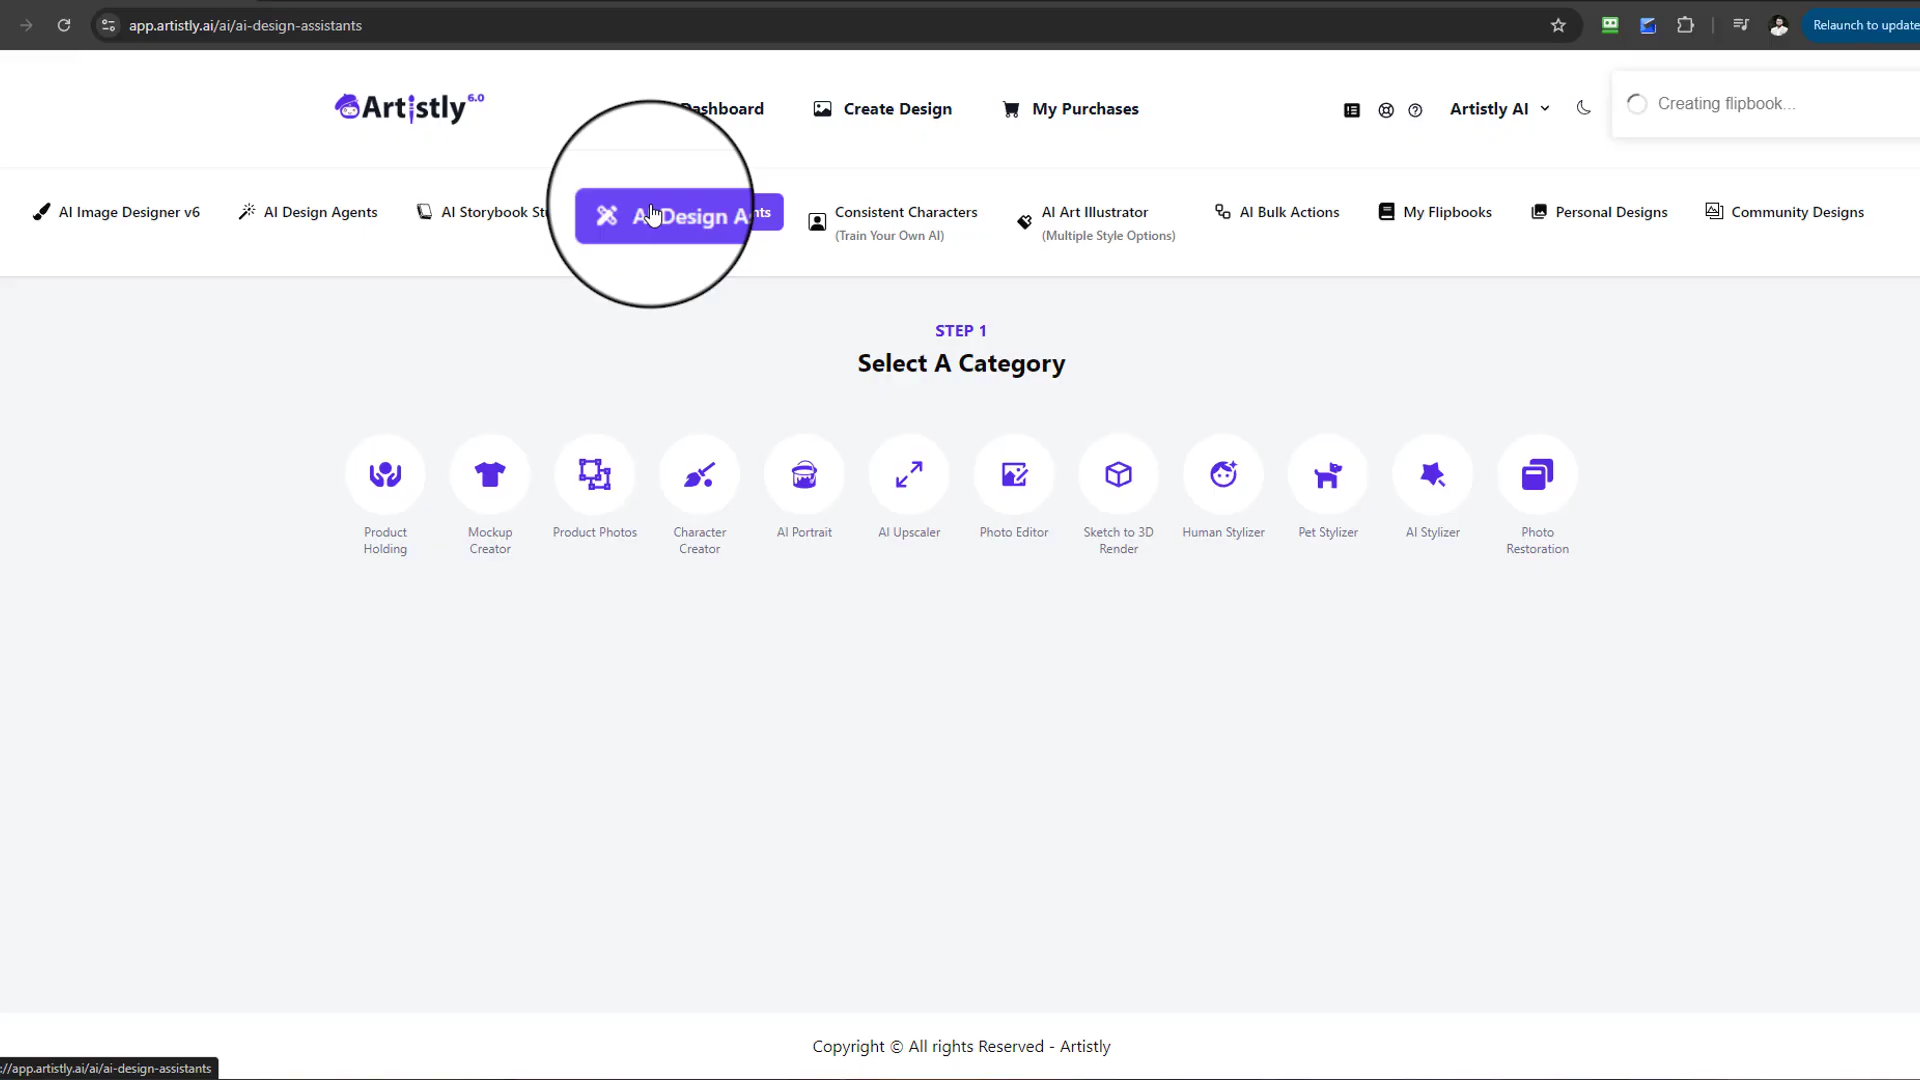 app.artistly.ai/ai/ai-design-assistants
Relaunch to update
Artistly 6.0
Dashboard
Create Design
My Purchases
Artistly AI
Creating flipbook...
AI Image Designer v6
AI Design Agents
AI Storybook
AI Design
nts
Consistent Characters
(Train Your Own AI)
AI Art Illustrator
(Multiple Style Options)
AI Bulk Actions
My Flipbooks
Personal Designs
Community Designs
STEP 1
Select A Category
Product
Holding
Mockup
Creator
Product Photos
Character
Creator
AI Portrait
AI Upscaler
Photo Editor
Sketch to 3D
Render
Human Stylizer
Pet Stylizer
AI Stylizer
Photo
Restoration
Copyright © All rights Reserved - Artistly
://app.artistly.ai/ai/ai-design-assistants